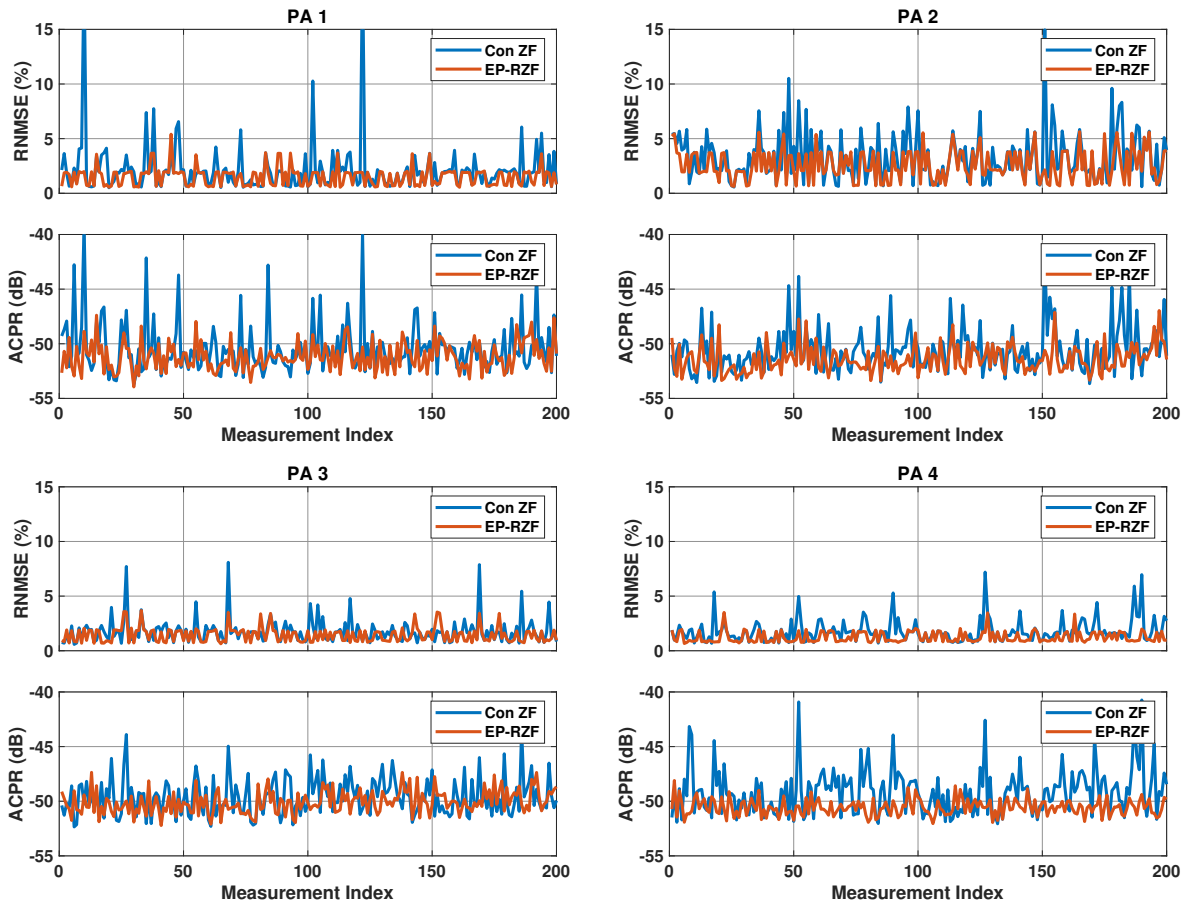 PA 1
15
10
5
0
RNMSE (%)
Con ZF
EP-RZF
-40
-45
-50
-55
ACPR (dB)
Con ZF
EP-RZF
0 50 100 150 200
Measurement Index
PA 2
15
10
5
0
RNMSE (%)
Con ZF
EP-RZF
-40
-45
-50
-55
ACPR (dB)
Con ZF
EP-RZF
0 50 100 150 200
Measurement Index
PA 3
15
10
5
0
RNMSE (%)
Con ZF
EP-RZF
-40
-45
-50
-55
ACPR (dB)
Con ZF
EP-RZF
0 50 100 150 200
Measurement Index
PA 4
15
10
5
0
RNMSE (%)
Con ZF
EP-RZF
-40
-45
-50
-55
ACPR (dB)
Con ZF
EP-RZF
0 50 100 150 200
Measurement Index